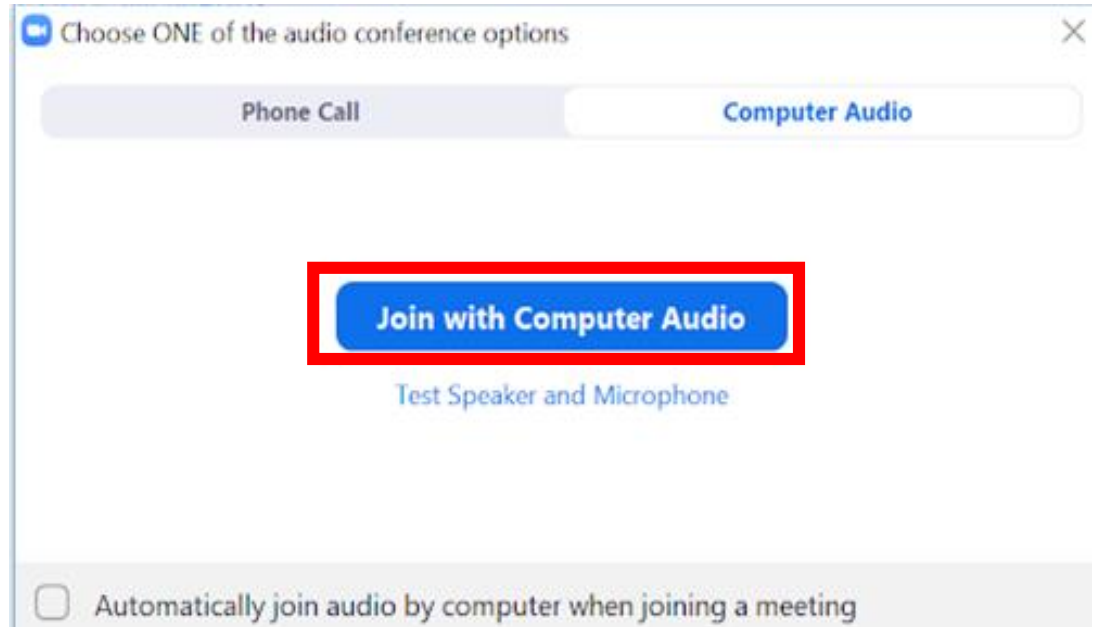 Choose ONE of the audio conference options
Phone Call
Computer Audio
Join with Computer Audio
Test Speaker and Microphone
Automatically join audio by computer when joining a meeting